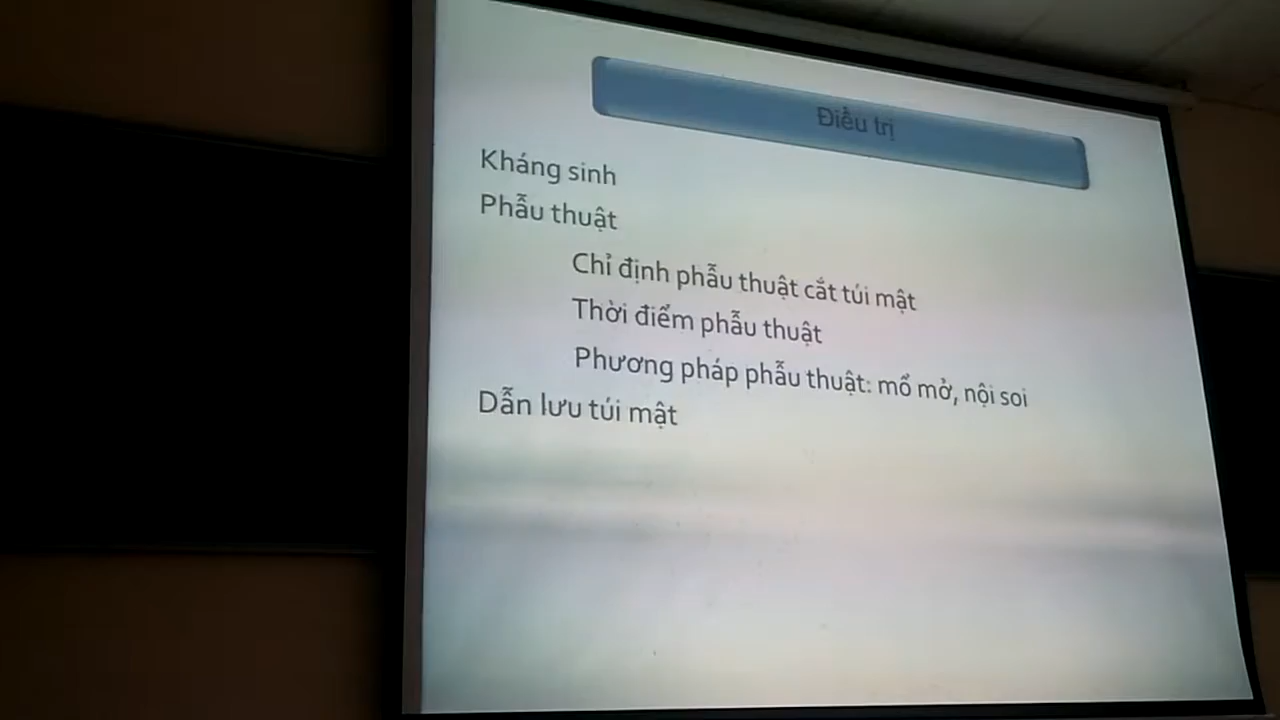 Điều trị
Kháng sinh
Phẫu thuật
Chỉ định phẫu thuật cắt túi mật
Thời điểm phẫu thuật
Phương pháp phẫu thuật: mổ mở, nội soi
Dẫn lưu túi mật